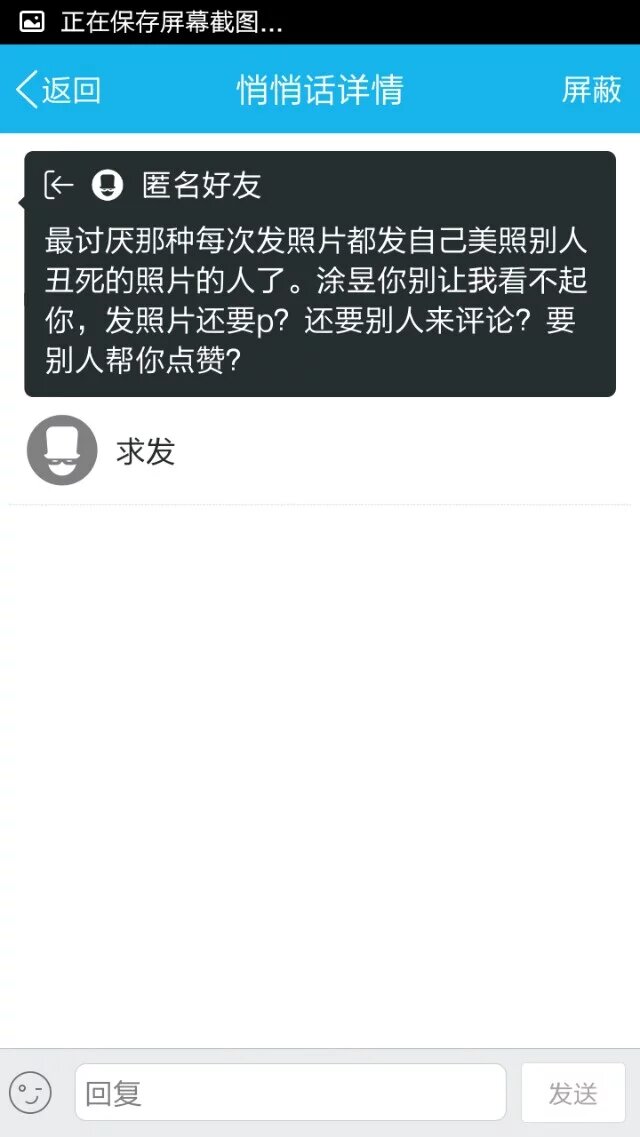 正在保存屏幕截图...
返回
悄悄话详情
屏蔽
匿名好友
最讨厌那种每次发照片都发自己美照别人
丑死的照片的人了。涂昱你别让我看不起
你，发照片还要p？还要别人来评论？要
别人帮你点赞？
求发
回复
发送